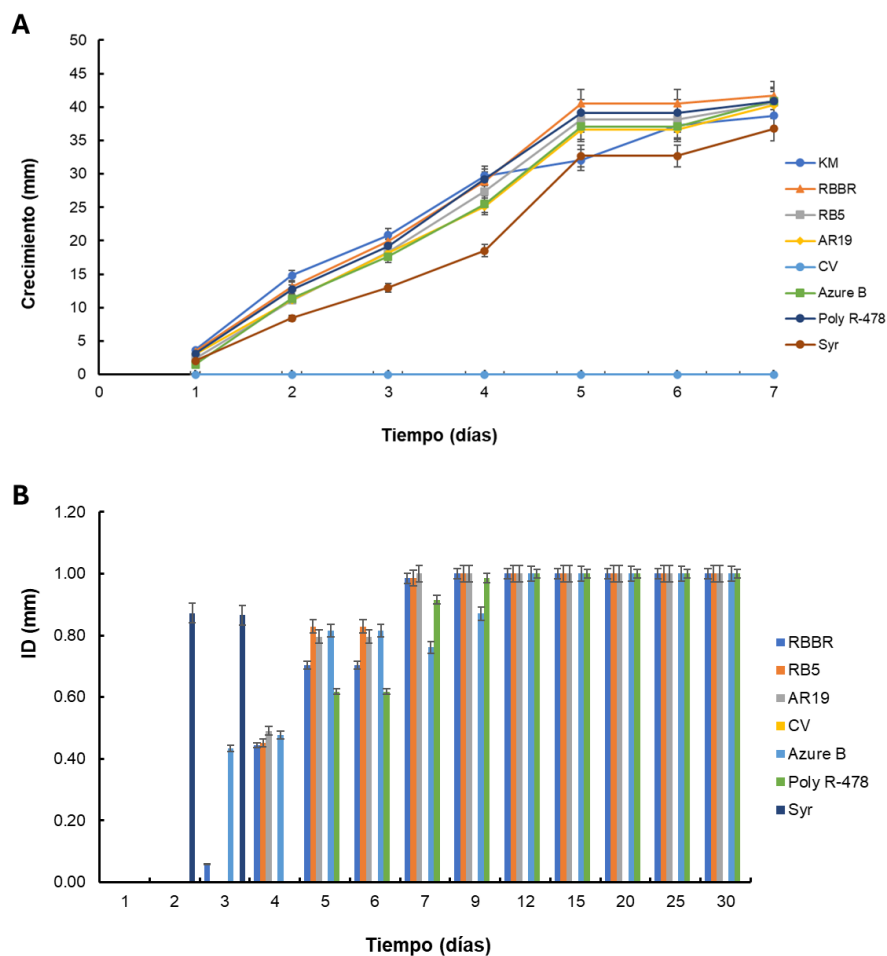 A
50
45
40
35
30
25
20
15
10
5
0
Crecimiento (mm)
0 1 2 3 4 5 6 7
Tiempo (días)
KM
RBBR
RB5
AR19
CV
Azure B
Poly R-478
Syr
B
1.20
1.00
0.80
0.60
0.40
0.20
0.00
ID (mm)
1 2 3 4 5 6 7 9 12 15 20 25 30
Tiempo (días)
RBBR
RB5
AR19
CV
Azure B
Poly R-478
Syr